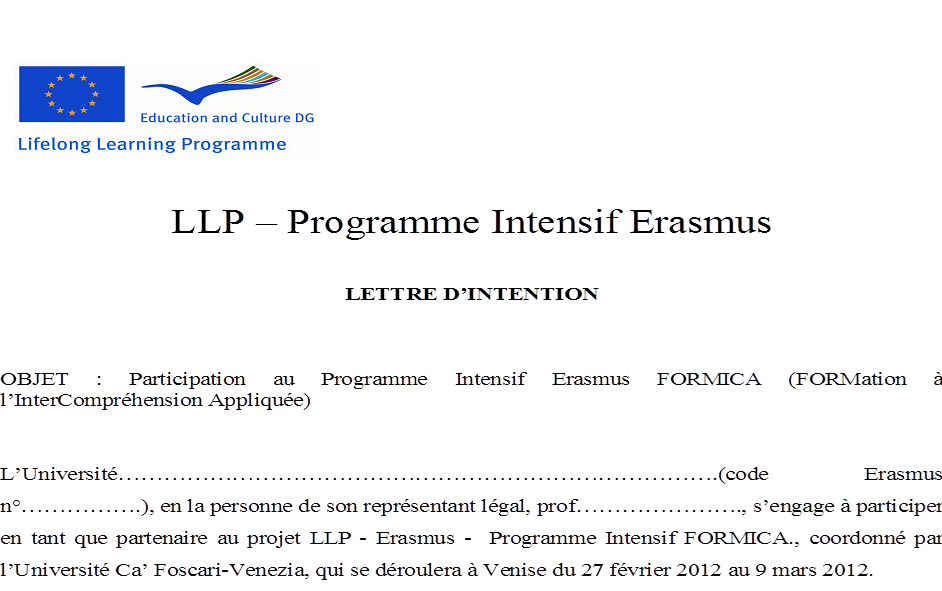 Education and Culture DG
Lifelong Learning Programme
LLP – Programme Intensif Erasmus
LETTRE D'INTENTION
OBJET : Participation au Programme Intensif Erasmus FORMICA (FORMation à
l'InterCompréhension Appliquée)
L'Université……………………………………………………………………………….(code Erasmus
n°…………….), en la personne de son représentant légal, prof…………………., s'engage à participer
en tant que partenaire au projet LLP - Erasmus - Programme Intensif FORMICA., coordonné par
l'Université Ca' Foscari-Venezia, qui se déroulera à Venise du 27 février 2012 au 9 mars 2012.